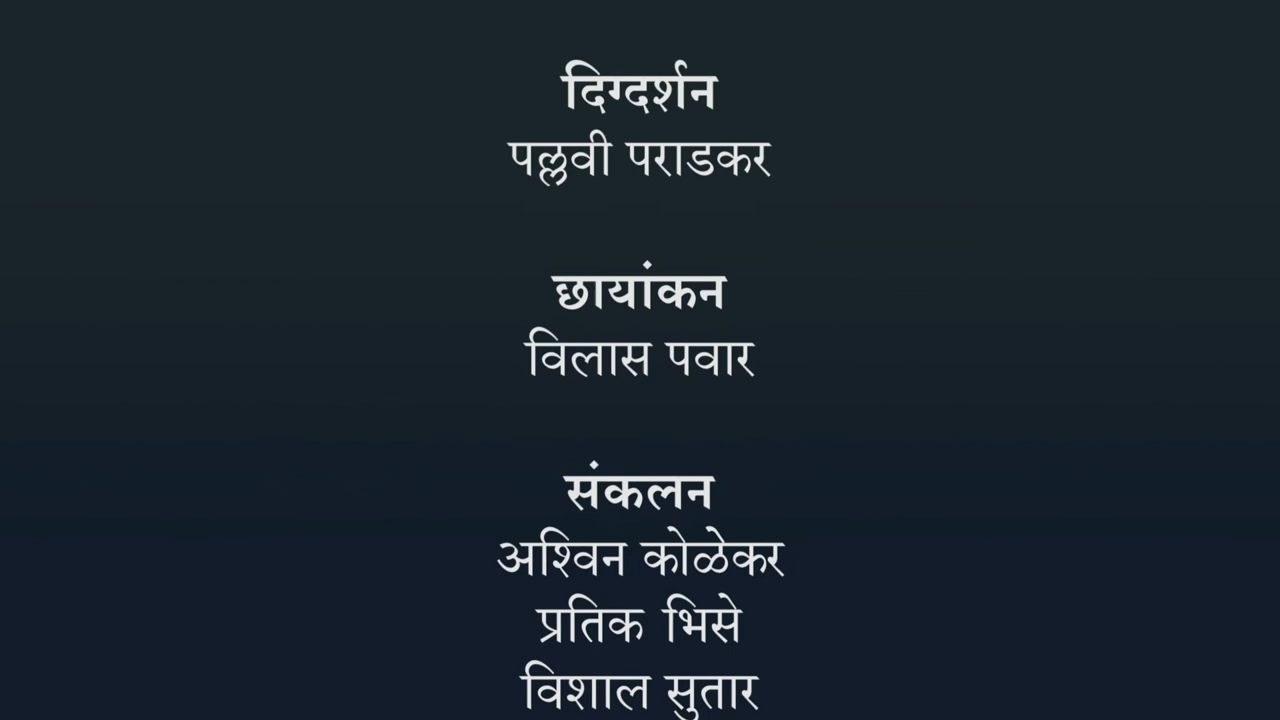 दिग्दर्शन
पल्लवी पराडकर
छायांकन
विलास पवार
संकलन
अश्विन कोळेकर
प्रतिक भिसे
विशाल सुतार